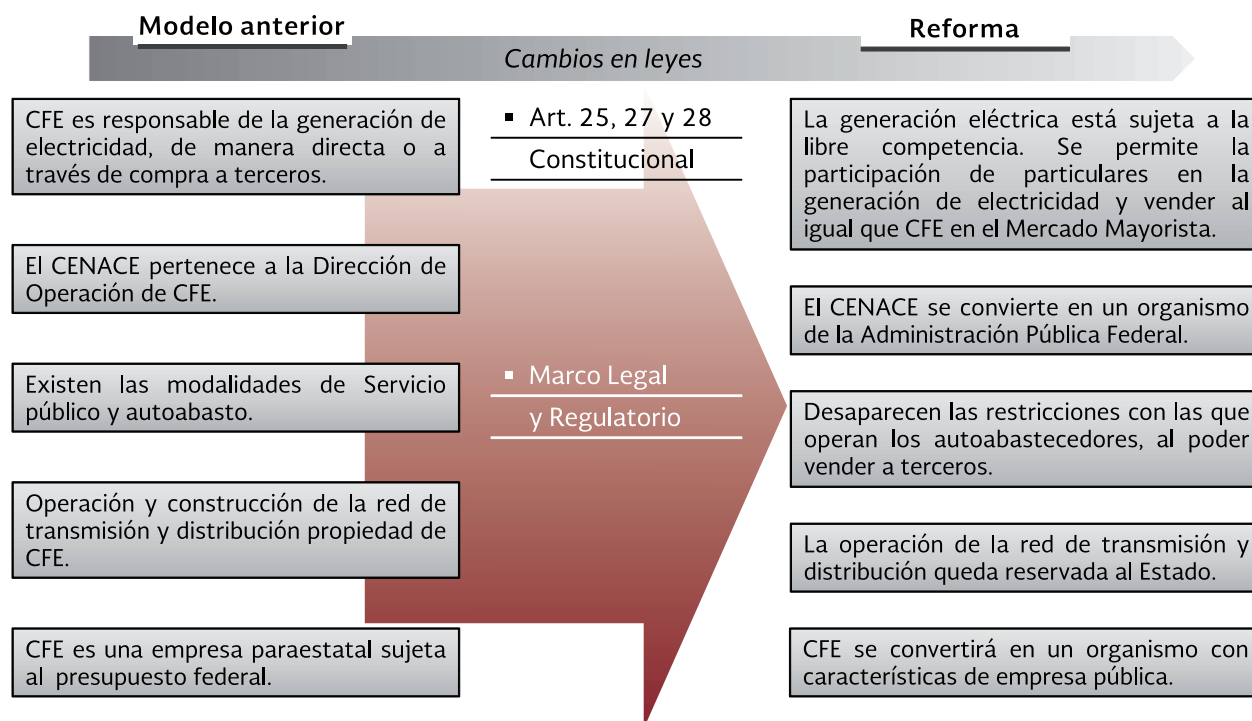 Modelo anterior
Reforma
Cambios en leyes
CFE es responsable de la generación de
electricidad, de manera directa o a
través de compra a terceros.
El CENACE pertenece a la Dirección de
Operación de CFE.
Existen las modalidades de Servicio
público y autoabasto.
Operación y construcción de la red de
transmisión y distribución propiedad de
CFE.
CFE es una empresa paraestatal sujeta
al presupuesto federal.
▪ Art. 25, 27 y 28
Constitucional
▪ Marco Legal
y Regulatorio
La generación eléctrica está sujeta a la
libre competencia. Se permite la
participación de particulares en la
generación de electricidad y vender al
igual que CFE en el Mercado Mayorista.
El CENACE se convierte en un organismo
de la Administración Pública Federal.
Desaparecen las restricciones con las que
operan los autoabastecedores, al poder
vender a terceros.
La operación de la red de transmisión y
distribución queda reservada al Estado.
CFE se convertirá en un organismo con
características de empresa pública.